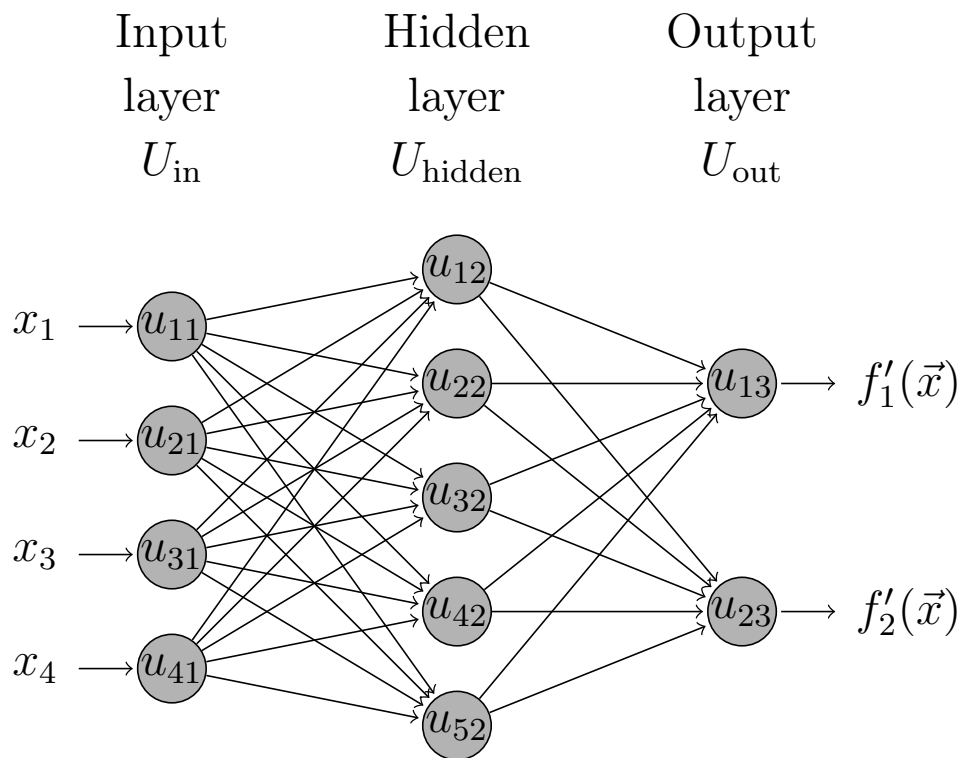 Input Hidden Output
layer layer layer
U_in U_hidden U_out
u_12
x_1 u_11
u_22 u_13 f′_1(x⃗)
x_2 u_21
u_32
x_3 u_31
u_42 u_23 f′_2(x⃗)
x_4 u_41
u_52